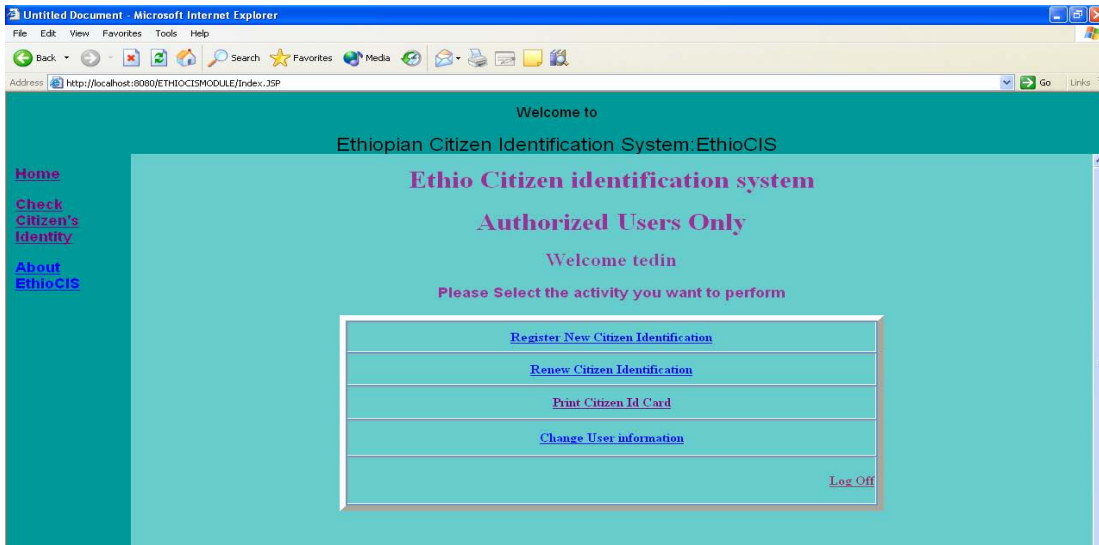 Untitled Document - Microsoft Internet Explorer
File Edit View Favorites Tools Help
Back Search Favorites Media
Address http://localhost:8080/ETHIOCISMODULE/Index.JSP Go Links
Welcome to
Ethiopian Citizen Identification System:EthioCIS
Home
Check
Citizen's
Identity
About
EthioCIS
Ethio Citizen identification system
Authorized Users Only
Welcome tedin
Please Select the activity you want to perform
Register New Citizen Identification
Renew Citizen Identification
Print Citizen Id Card
Change User information
Log Off